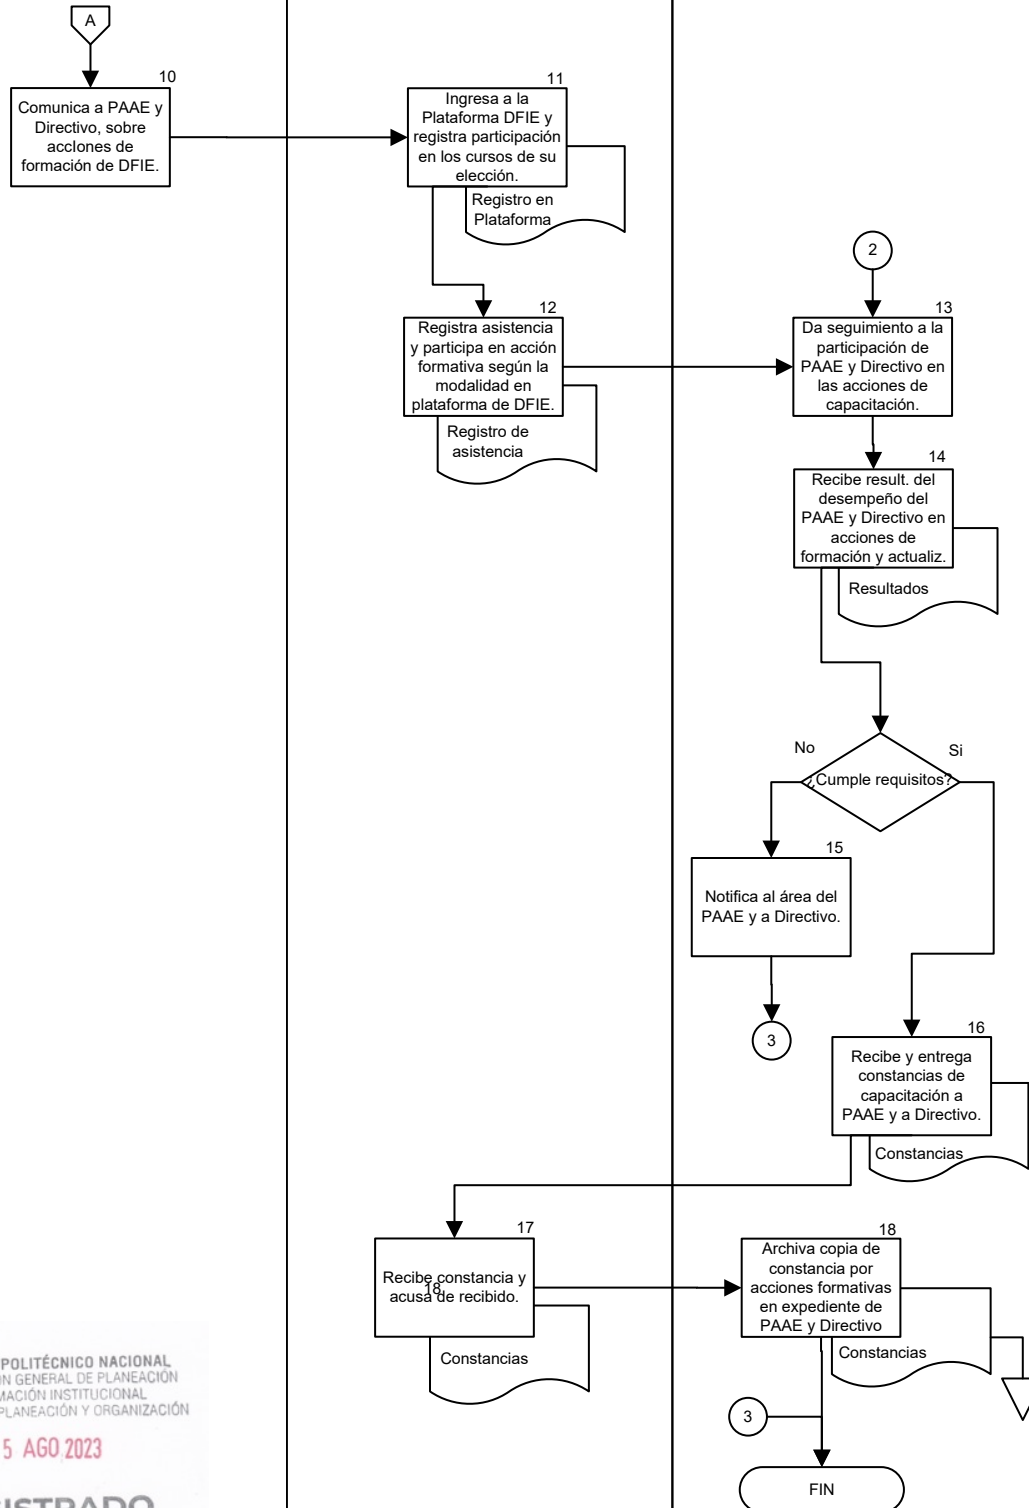 A
10
Comunica a PAAE y
Directivo, sobre
accIones de
formación de DFIE.
11
Ingresa a la
Plataforma DFIE y
registra participación
en los cursos de su
elección.
Registro en
Plataforma
2
12
Registra asistencia
y participa en acción
formativa según la
modalidad en
plataforma de DFIE.
Registro de
asistencia
13
Da seguimiento a la
participación de
PAAE y Directivo en
las acciones de
capacitación.
14
Recibe result. del
desempeño del
PAAE y Directivo en
acciones de
formación y actualiz.
Resultados
No
Si
¿Cumple requisitos?
15
Notifica al área del
PAAE y a Directivo.
3
16
Recibe y entrega
constancias de
capacitación a
PAAE y a Directivo.
Constancias
17
Recibe constancia y
acusa de recibido.
18
Constancias
18
Archiva copia de
constancia por
acciones formativas
en expediente de
PAAE y Directivo
Constancias
3
FIN
POLITÉCNICO NACIONAL
N GENERAL DE PLANEACIÓN
MACIÓN INSTITUCIONAL
PLANEACIÓN Y ORGANIZACIÓN
5 AGO 2023